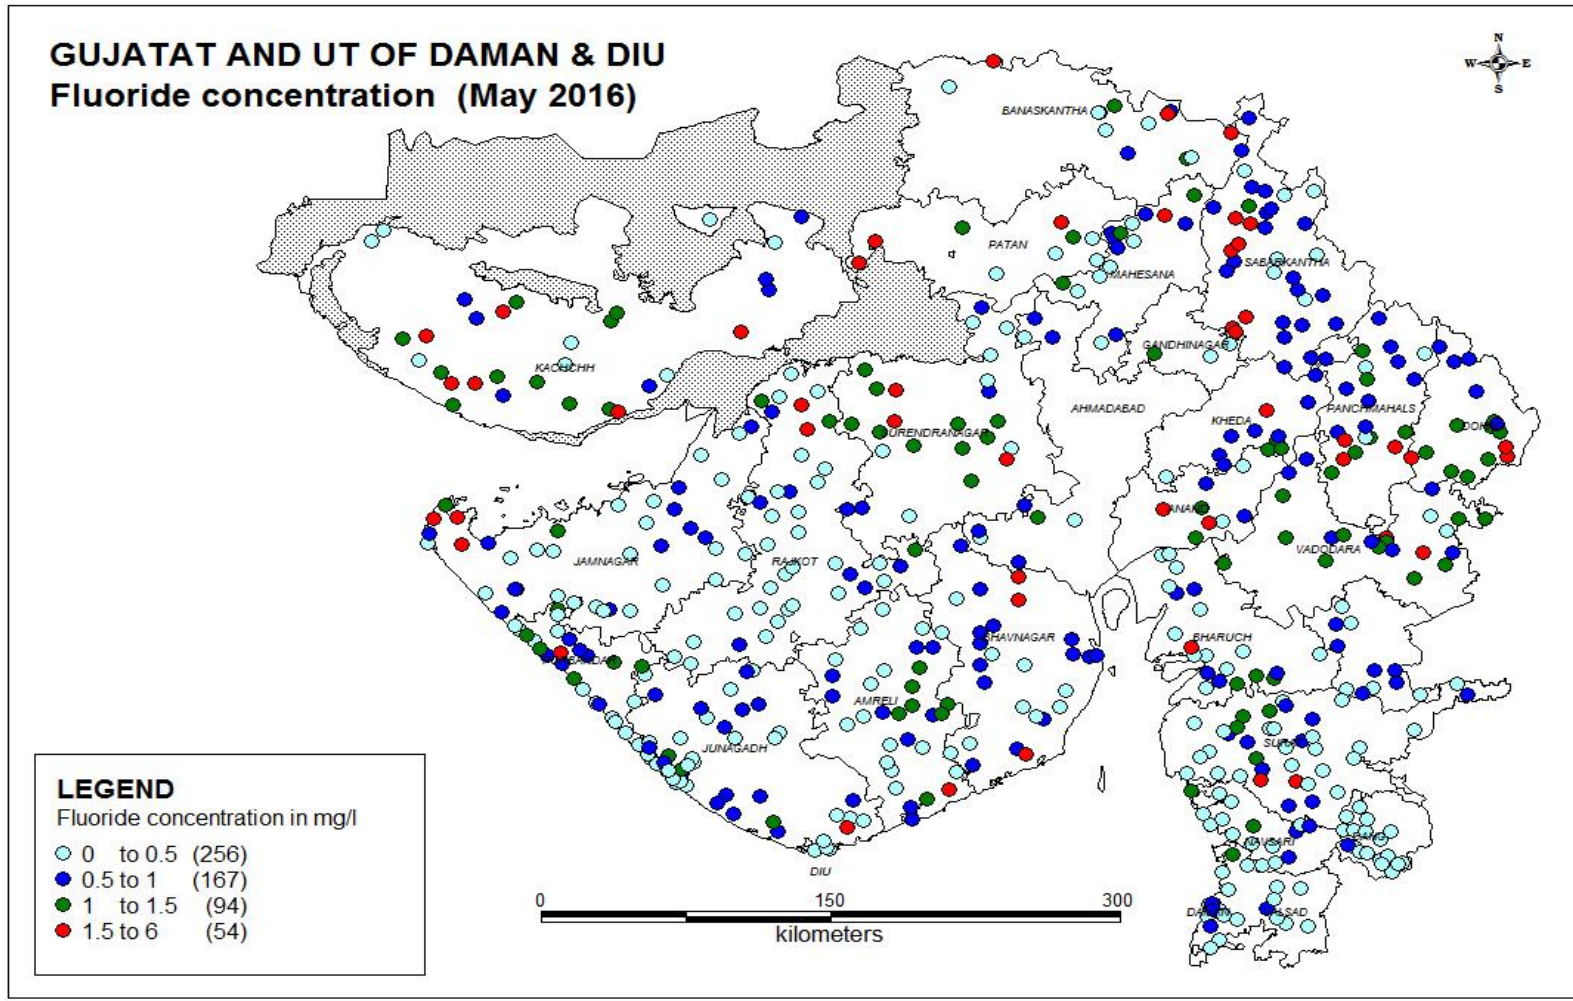 GUJATAT AND UT OF DAMAN & DIU
Fluoride concentration (May 2016)
N
W E
S
BANASKANTHA
PATAN
MAHESANA
SABARKANTHA
GANDHINAGAR
KACHCHH
AHMADABAD
KHEDA
PANCHMAHALS
SURENDRANAGAR
ANAND
VADODARA
JAMNAGAR
RAJKOT
BHAVNAGAR
BHARUCH
AMRELI
JUNAGADH
SURAT
DANG
NAVSARI
DIU
0 150 300
kilometers
LEGEND
Fluoride concentration in mg/l
0 to 0.5 (256)
0.5 to 1 (167)
1 to 1.5 (94)
1.5 to 6 (54)